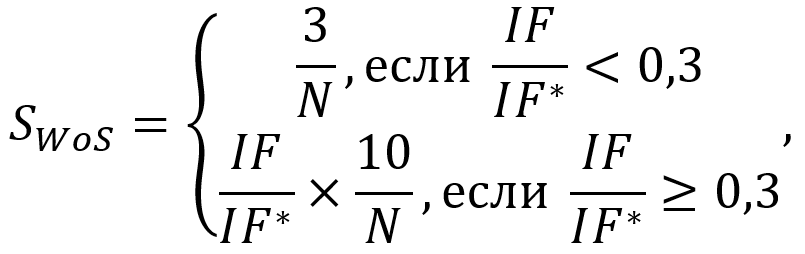 S_WoS = { 3/N , если IF/IF* < 0,3
IF/IF* × 10/N , если IF/IF* ≥ 0,3 ,